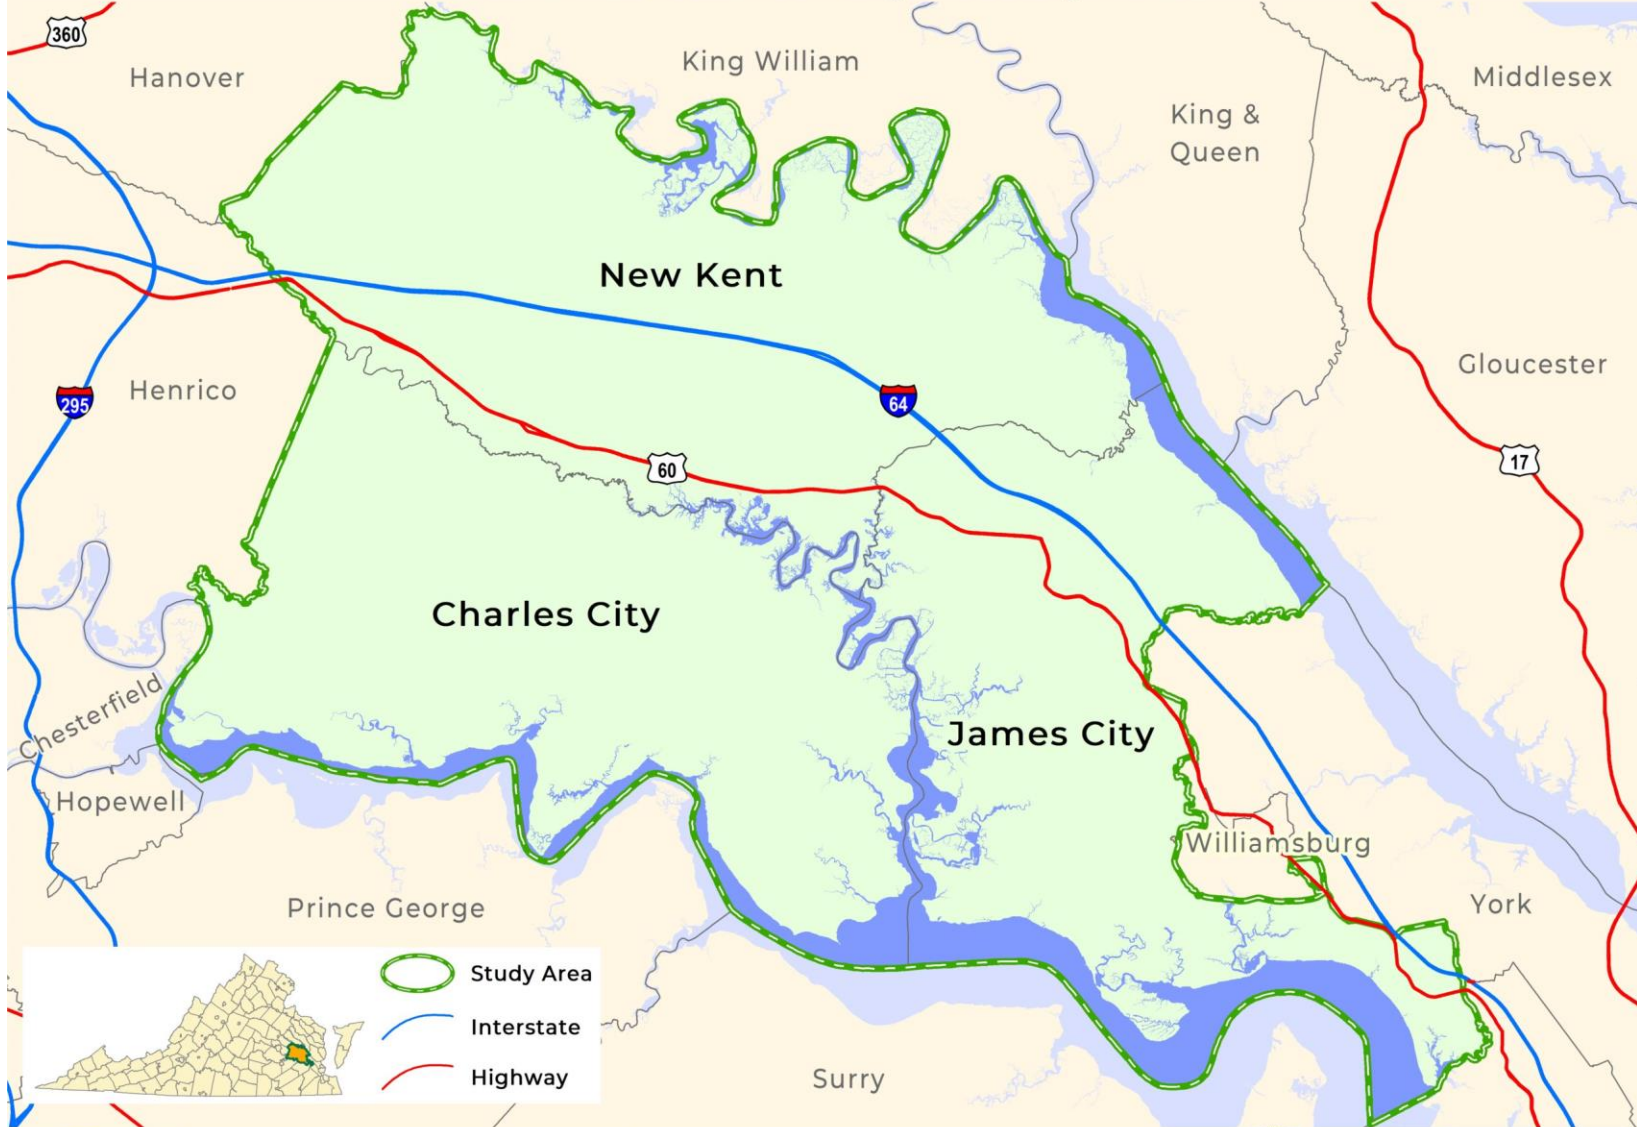 360
Hanover
King William
Middlesex
King &
Queen
New Kent
Gloucester
Henrico
295
64
17
60
Charles City
Chesterfield
James City
Hopewell
Williamsburg
Prince George
York
Study Area
Interstate
Highway
Surry